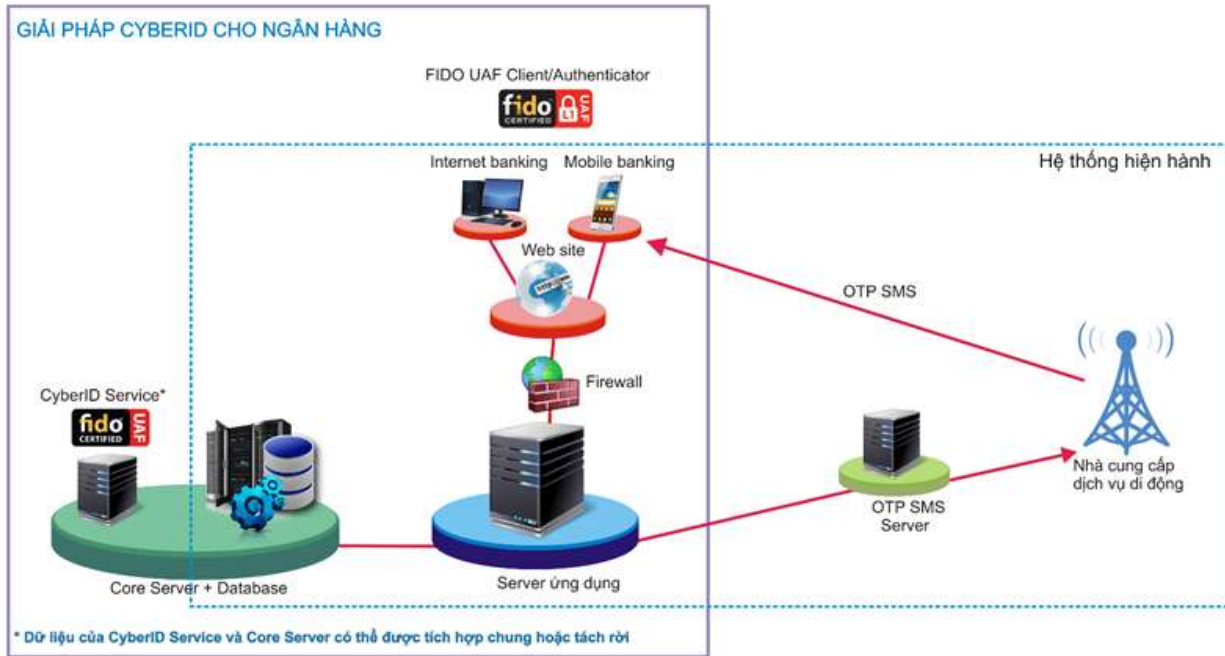 GIẢI PHÁP CYBERID CHO NGÂN HÀNG
FIDO UAF Client/Authenticator
fido
CERTIFIED
L1
UAF
Internet banking
Mobile banking
Hệ thống hiện hành
Web site
OTP SMS
Firewall
CyberID Service*
fido
CERTIFIED
UAF
Nhà cung cấp
dịch vụ di động
OTP SMS
Server
Core Server + Database
Server ứng dụng
* Dữ liệu của CyberID Service và Core Server có thể được tích hợp chung hoặc tách rời